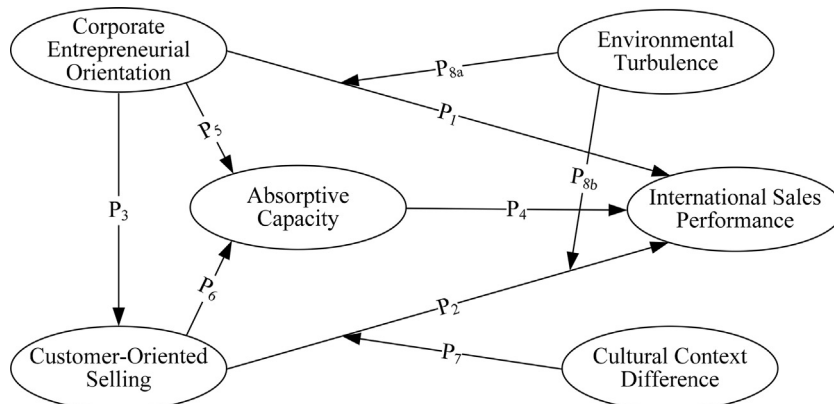 Corporate
Entrepreneurial
Orientation
Environmental
Turbulence
P8a
P1
P5
P8b
P3
Absorptive
Capacity
P4
International Sales
Performance
P6
P2
Customer-Oriented
Selling
P7
Cultural Context
Difference